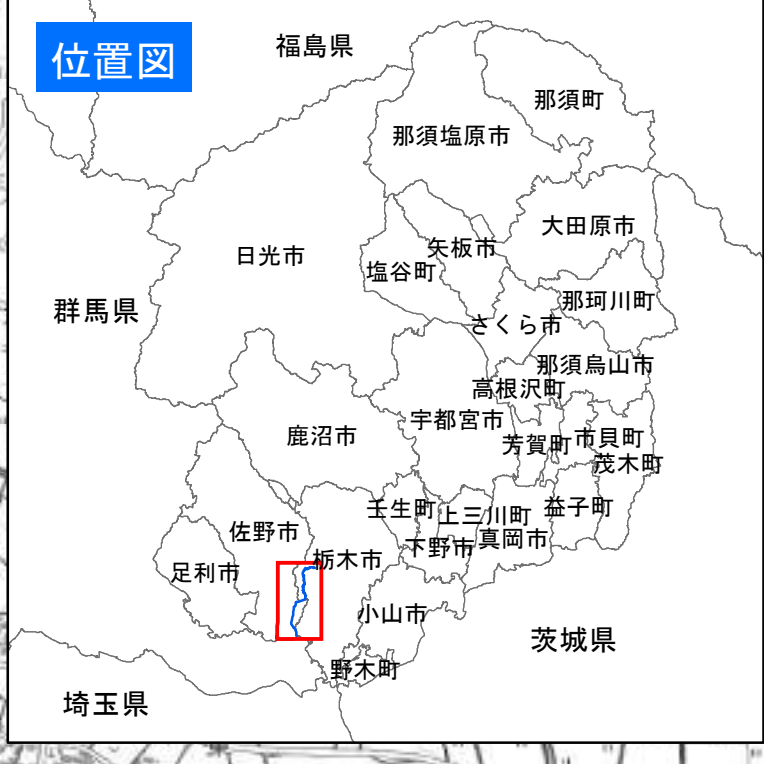 位置図
福島県
那須町
那須塩原市
大田原市
矢板市
日光市
塩谷町
那珂川町
群馬県
さくら市
那須烏山市
高根沢町
宇都宮市
鹿沼市
芳賀町
市貝町
茂木町
壬生町
上三川町
益子町
佐野市
真岡市
下野市
栃木市
足利市
小山市
茨城県
野木町
埼玉県